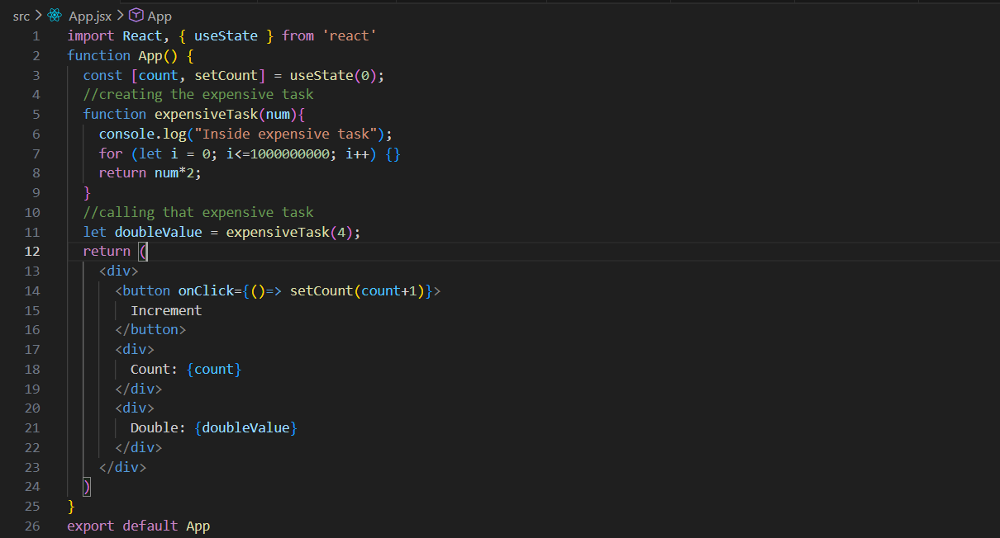 src > App.jsx > App
1 import React, { useState } from 'react'
2 function App() {
3 const [count, setCount] = useState(0);
4 //creating the expensive task
5 function expensiveTask(num){
6 console.log("Inside expensive task");
7 for (let i = 0; i<=1000000000; i++) {}
8 return num*2;
9 }
10 //calling that expensive task
11 let doubleValue = expensiveTask(4);
12 return (
13 <div>
14 <button onClick={()=> setCount(count+1)}>
15 Increment
16 </button>
17 <div>
18 Count: {count}
19 </div>
20 <div>
21 Double: {doubleValue}
22 </div>
23 </div>
24 )
25 }
26 export default App